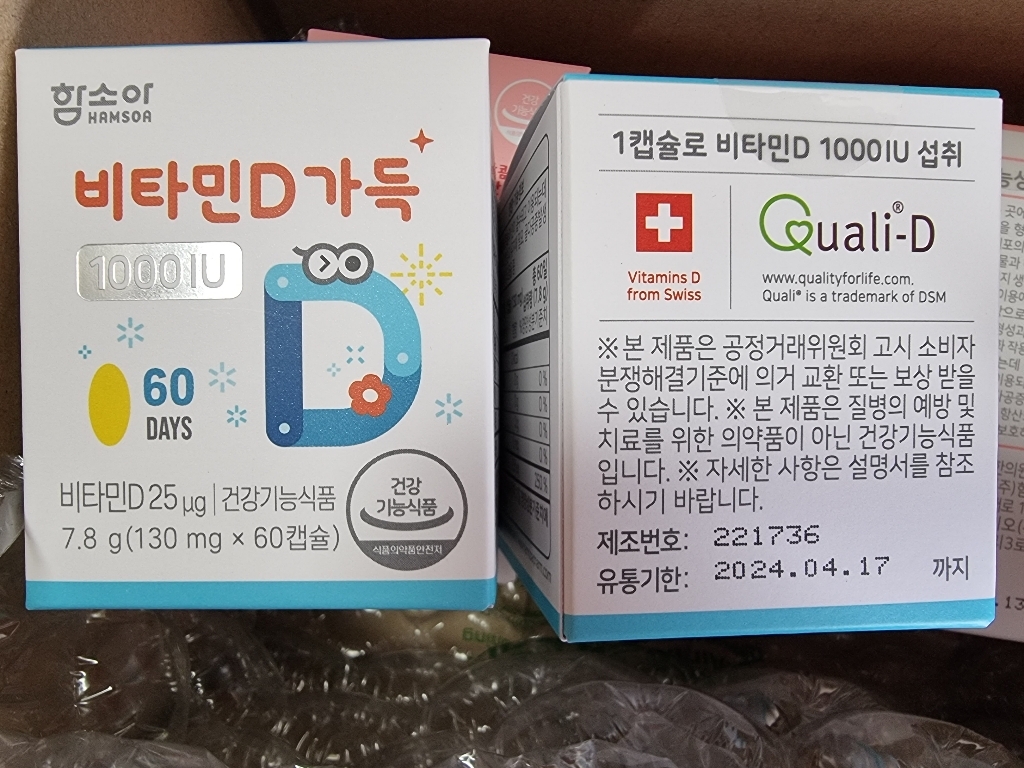 함소아
HAMSOA
비타민D 가득
1000IU
60
DAYS
비타민D 25 µg | 건강기능식품
7.8 g(130 mg × 60캡슐)
건강
기능식품
식품의약품안전처
1캡슐로 비타민D 1000IU 섭취
Vitamins D
from Swiss
Quali®-D
www.qualityforlife.com.
Quali® is a trademark of DSM
※ 본 제품은 공정거래위원회 고시 소비자
분쟁해결기준에 의거 교환 또는 보상 받을
수 있습니다. ※ 본 제품은 질병의 예방 및
치료를 위한 의약품이 아닌 건강기능식품
입니다. ※ 자세한 사항은 설명서를 참조
하시기 바랍니다.
제조번호: 221736
유통기한: 2024.04.17 까지